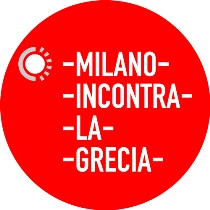 -MILANO-
-INCONTRA-
-LA-
-GRECIA-